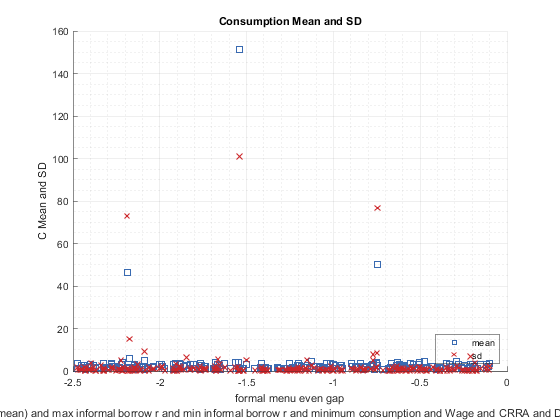 Consumption Mean and SD
160
140
120
100
80
60
40
20
0
C Mean and SD
mean
sd
-2.5
-2
-1.5
-1
-0.5
0
formal menu even gap
mean) and max informal borrow r and min informal borrow r and minimum consumption and Wage and CRRA and